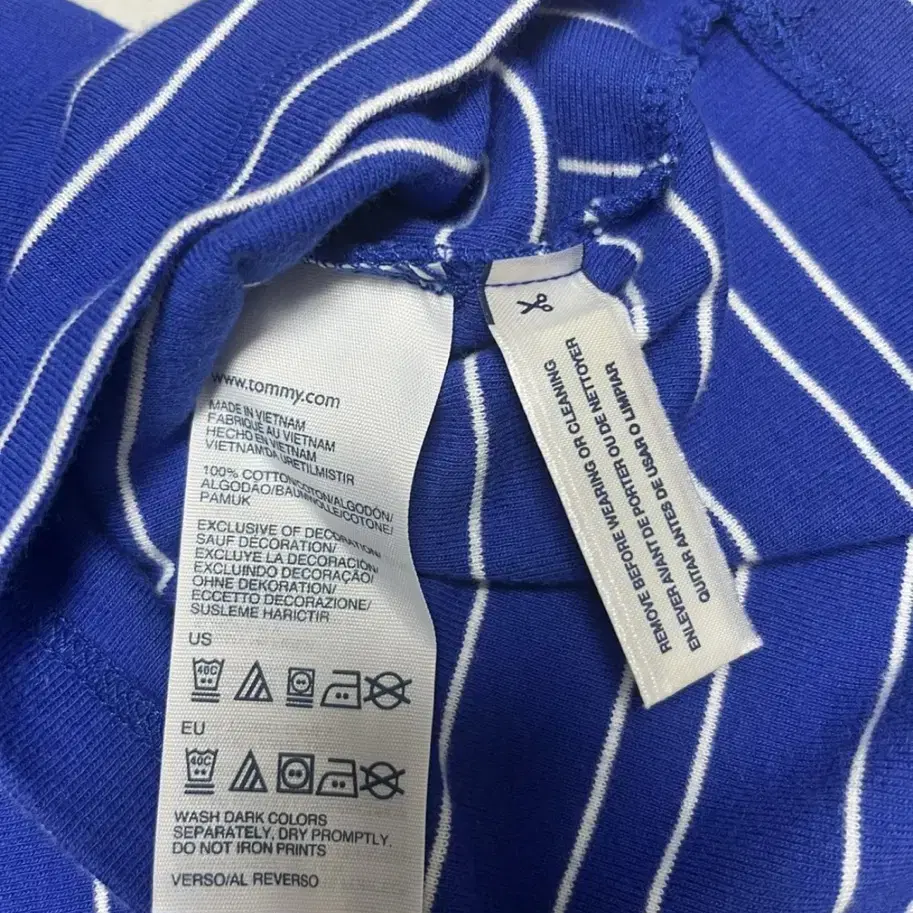 www.tommy.com
MADE IN VIETNAM
FABRIQUÉ AU VIETNAM
HECHO EN VIETNAM
VIETNAM'DA ÜRETILMISTIR
100% COTTON/COTON/ALGODÓN/
ALGODÃO/BAUMWOLLE/COTONE/
PAMUK
EXCLUSIVE OF DECORATION/
SAUF DÉCORATION/
EXCLUYE LA DECORACIÓN/
EXCLUINDO DECORAÇÃO/
OHNE DEKORATION/
ECCETTO DECORAZIONE/
SUSLEME HARICTIR
US
40C
EU
40C
WASH DARK COLORS
SEPARATELY, DRY PROMPTLY.
DO NOT IRON PRINTS
VERSO/AL REVERSO
REMOVE BEFORE WEARING OR CLEANING
ENLEVER AVANT DE PORTER OU DE NETTOYER
QUITAR ANTES DE USAR O LIMPIAR